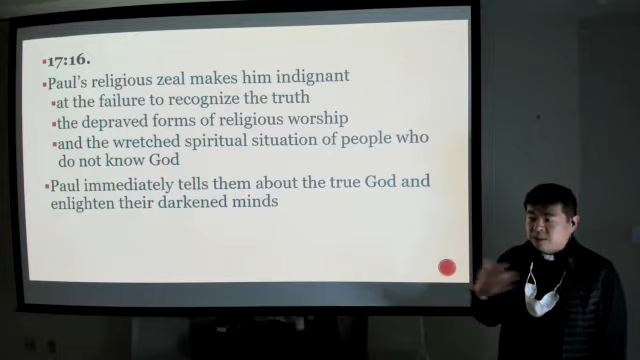 17:16.
Paul's religious zeal makes him indignant
at the failure to recognize the truth
the depraved forms of religious worship
and the wretched spiritual situation of people who
do not know God
Paul immediately tells them about the true God and
enlighten their darkened minds